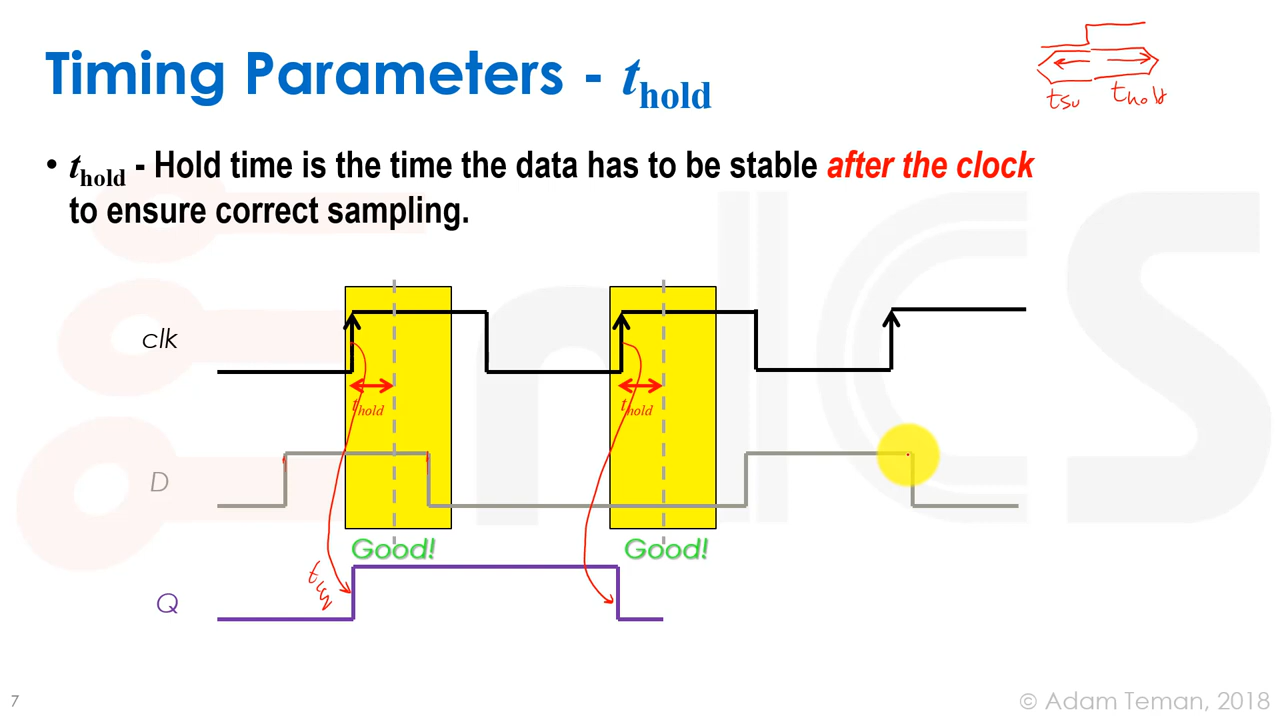 Timing Parameters - thold
tsu thold
• thold - Hold time is the time the data has to be stable after the clock
to ensure correct sampling.
clk
thold thold
D
Good! Good!
Q
7
© Adam Teman, 2018